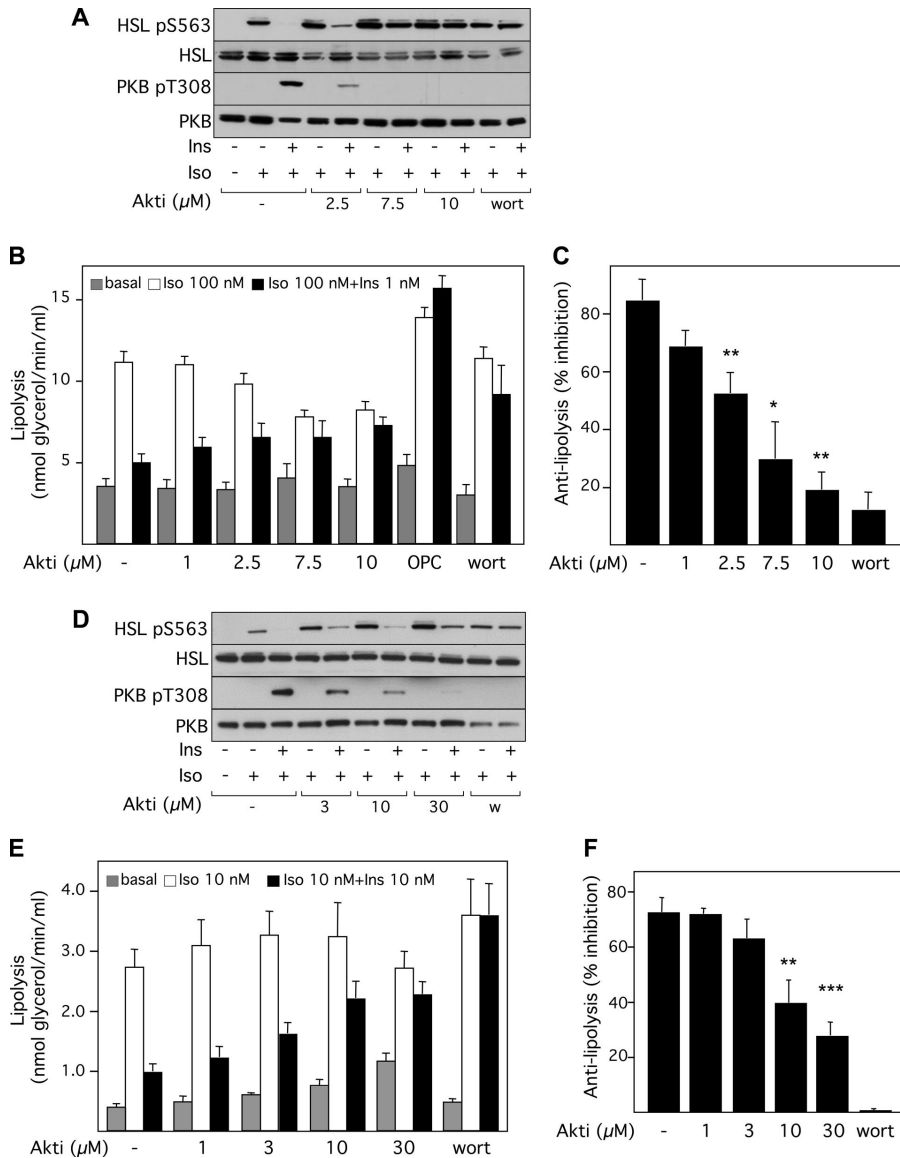 A
HSL pS563
HSL
PKB pT308
PKB
Ins - - + - + - + - + - +
Iso - + + + + + + + + + +
Akti (µM) - 2.5 7.5 10 wort
B
basal Iso 100 nM Iso 100 nM+Ins 1 nM
Lipolysis
(nmol glycerol/min/ml)
15
10
5
Akti (µM) - 1 2.5 7.5 10 OPC wort
C
Anti-lipolysis (% inhibition)
80
60
40
20
** * **
Akti (µM) - 1 2.5 7.5 10 wort
D
HSL pS563
HSL
PKB pT308
PKB
Ins - - + - + - + - + - +
Iso - + + + + + + + + + +
Akti (µM) - 3 10 30 w
E
basal Iso 10 nM Iso 10 nM+Ins 10 nM
Lipolysis
(nmol glycerol/min/ml)
4.0
3.0
2.0
1.0
Akti (µM) - 1 3 10 30 wort
F
Anti-lipolysis (% inhibition)
80
60
40
20
** ***
Akti (µM) - 1 3 10 30 wort